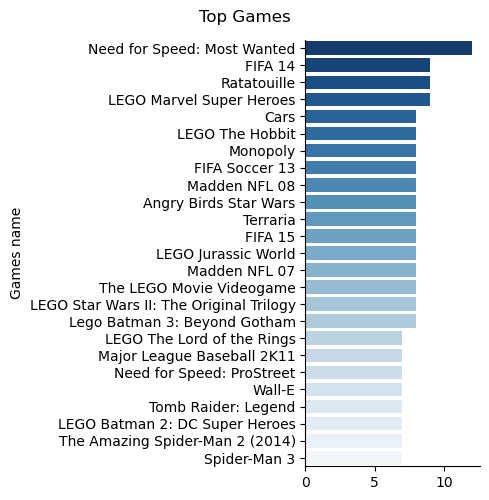 Top Games
Games name
Need for Speed: Most Wanted
FIFA 14
Ratatouille
LEGO Marvel Super Heroes
Cars
LEGO The Hobbit
Monopoly
FIFA Soccer 13
Madden NFL 08
Angry Birds Star Wars
Terraria
FIFA 15
LEGO Jurassic World
Madden NFL 07
The LEGO Movie Videogame
LEGO Star Wars II: The Original Trilogy
Lego Batman 3: Beyond Gotham
LEGO The Lord of the Rings
Major League Baseball 2K11
Need for Speed: ProStreet
Wall-E
Tomb Raider: Legend
LEGO Batman 2: DC Super Heroes
The Amazing Spider-Man 2 (2014)
Spider-Man 3
0 5 10